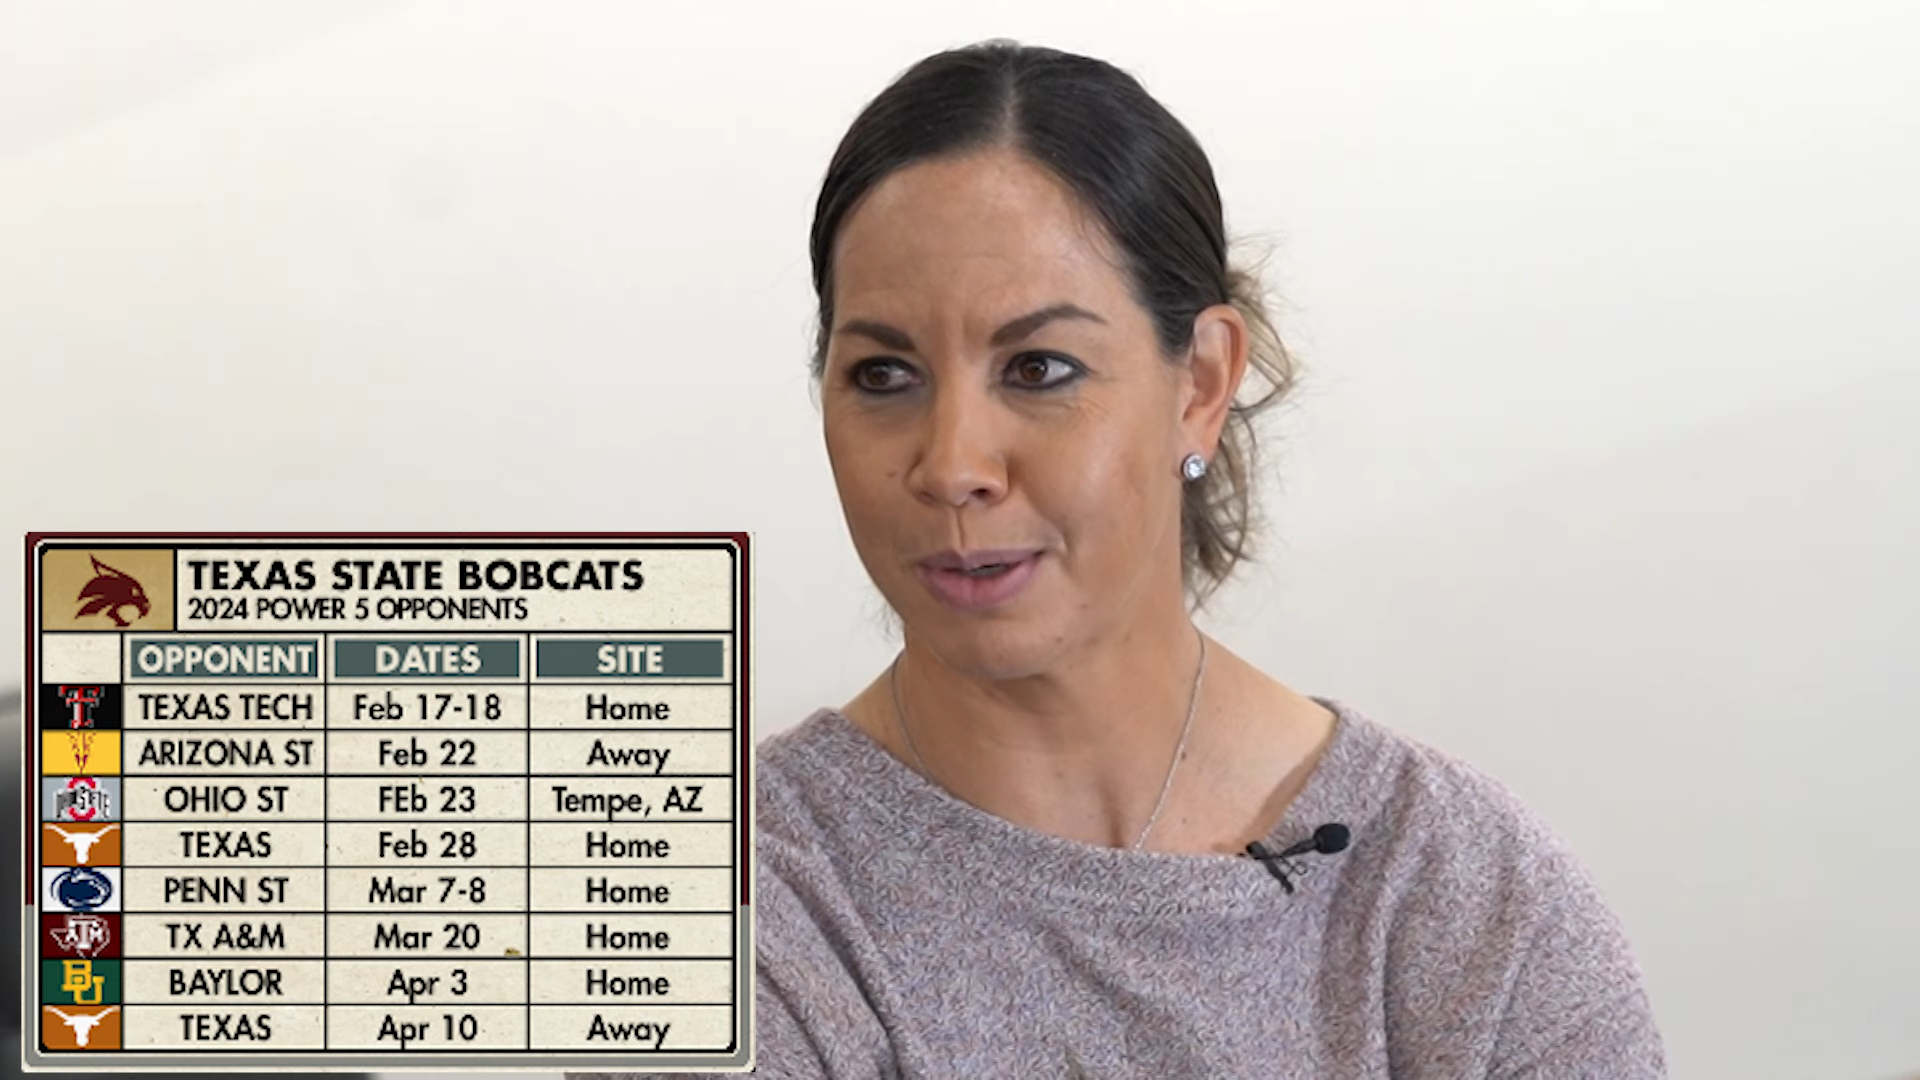 TEXAS STATE BOBCATS
2024 POWER 5 OPPONENTS
OPPONENT DATES SITE
TEXAS TECH Feb 17-18 Home
ARIZONA ST Feb 22 Away
OHIO ST FEb 23 Tempe, AZ
TEXAS Feb 28 Home
PENN ST Mar 7-8 Home
ATM TX A&M Mar 20 Home
BU BAYLOR Apr 3 Home
TEXAS Apr 10 Away